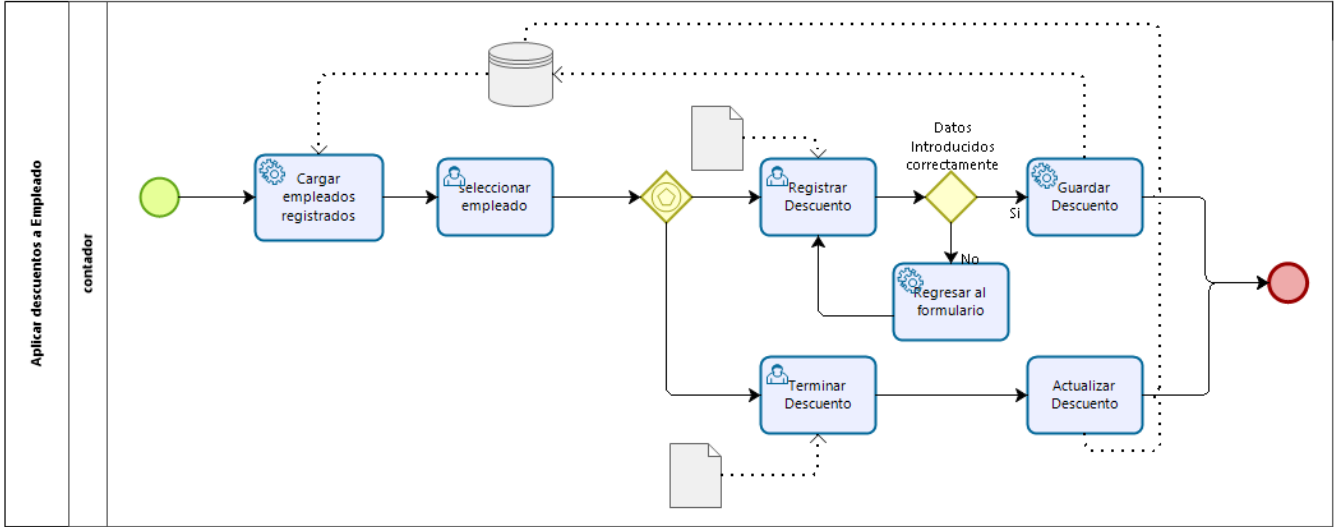 Aplicar descuentos a Empleado
contador
Cargar
empleados
registrados
seleccionar
empleado
Registrar
Descuento
Datos
Introducidos
correctamente
Si
No
Guardar
Descuento
Regresar al
formulario
Terminar
Descuento
Actualizar
Descuento